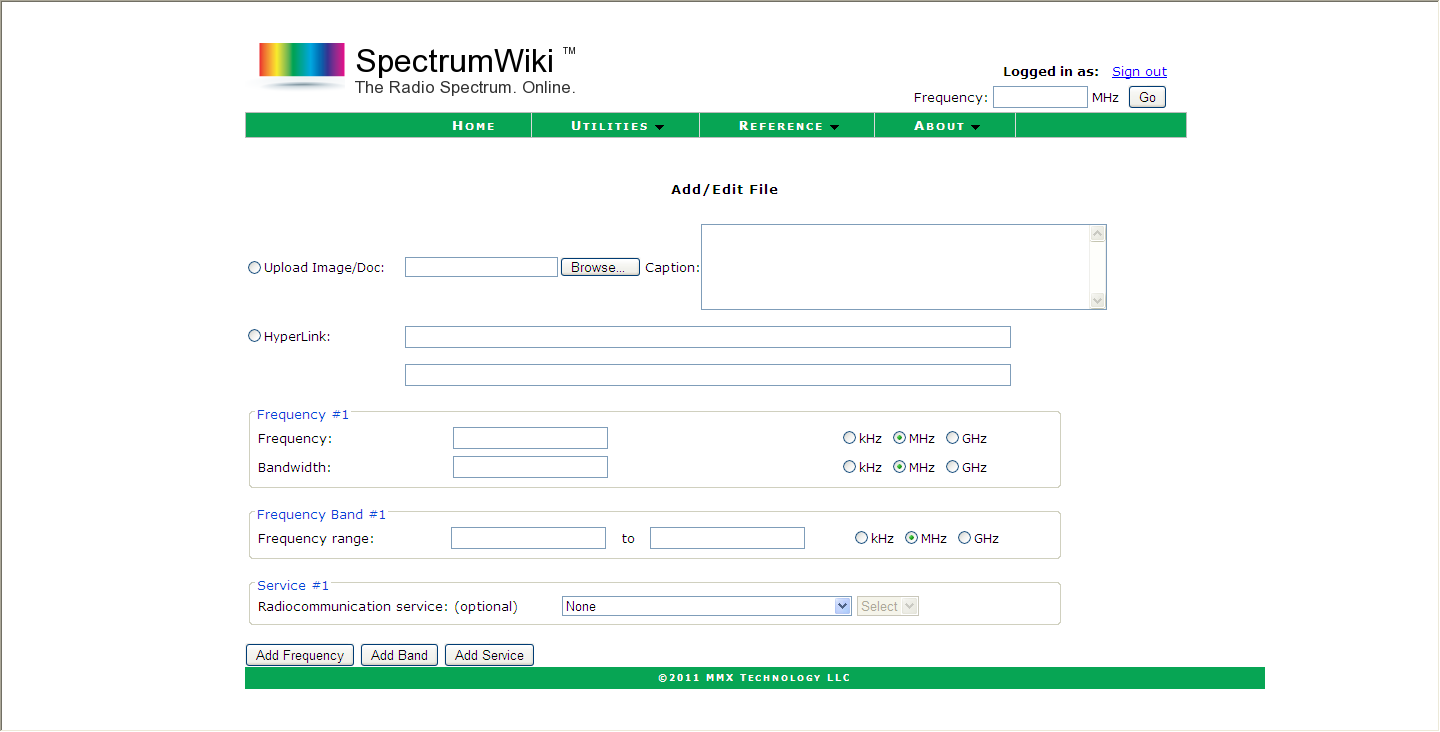 SpectrumWiki ™
The Radio Spectrum. Online.
Logged in as: Sign out
Frequency: MHz Go
HOME UTILITIES REFERENCE ABOUT
Add/Edit File
Upload Image/Doc: Browse... Caption:
HyperLink:
Frequency #1
Frequency: kHz MHz GHz
Bandwidth: kHz MHz GHz
Frequency Band #1
Frequency range: to kHz MHz GHz
Service #1
Radiocommunication service: (optional) None Select
Add Frequency Add Band Add Service
©2011 MMX TECHNOLOGY LLC